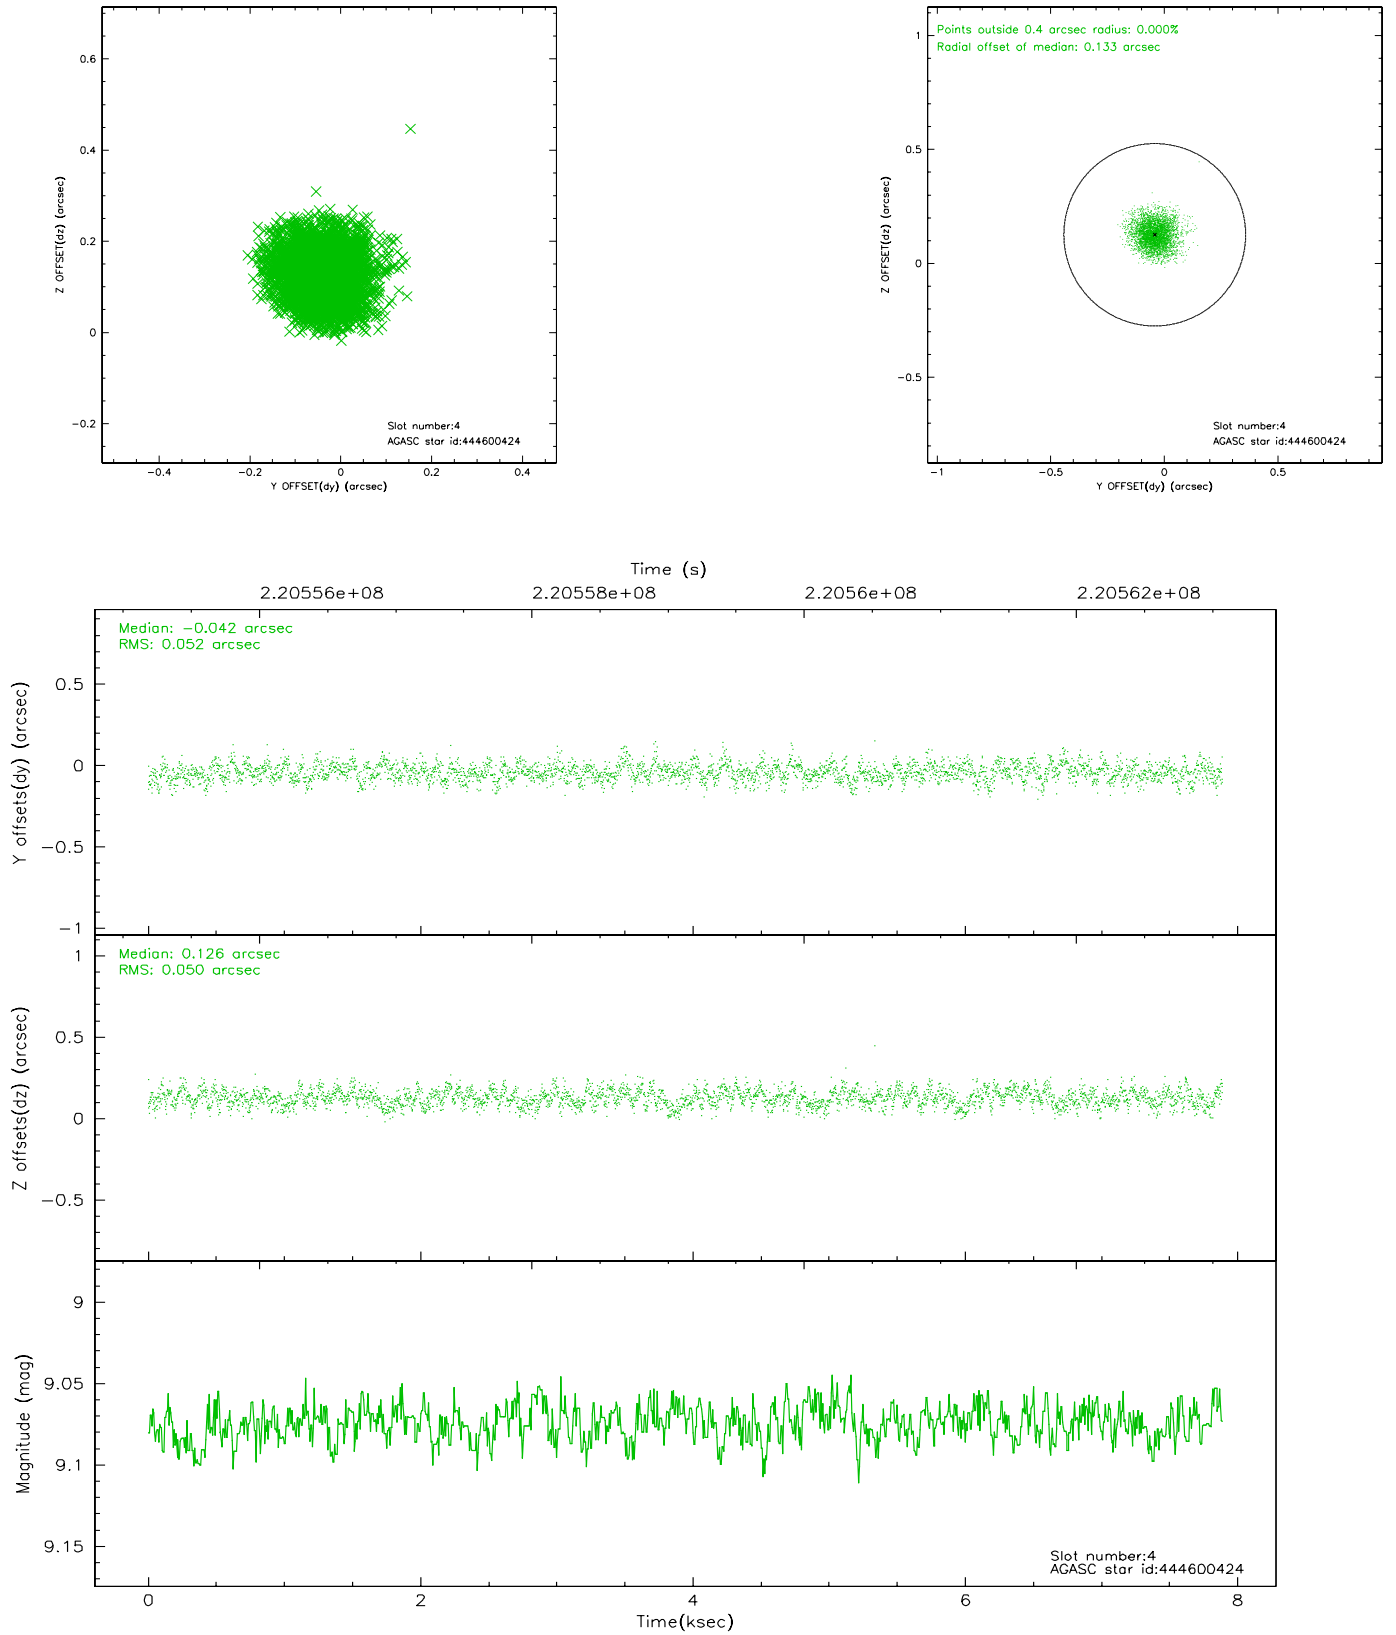 0.6
0.4
0.2
0
−0.2
Z OFFSET(dz) (arcsec)
Slot number:4
AGASC star id:444600424
−0.4
−0.2
0
0.2
0.4
Y OFFSET(dy) (arcsec)
Points outside 0.4 arcsec radius: 0.000%
Radial offset of median: 0.133 arcsec
1
0.5
0
−0.5
Z OFFSET(dz) (arcsec)
Slot number:4
AGASC star id:444600424
−1
−0.5
0
0.5
Y OFFSET(dy) (arcsec)
Time (s)
2.20556e+08
2.20558e+08
2.2056e+08
2.20562e+08
Median: −0.042 arcsec
RMS: 0.052 arcsec
0.5
0
−0.5
−1
Y offsets(dy) (arcsec)
Median: 0.126 arcsec
RMS: 0.050 arcsec
1
0.5
0
−0.5
Z offsets(dz) (arcsec)
9
9.05
9.1
9.15
Magnitude (mag)
Slot number:4
AGASC star id:444600424
0
2
4
6
8
Time(ksec)